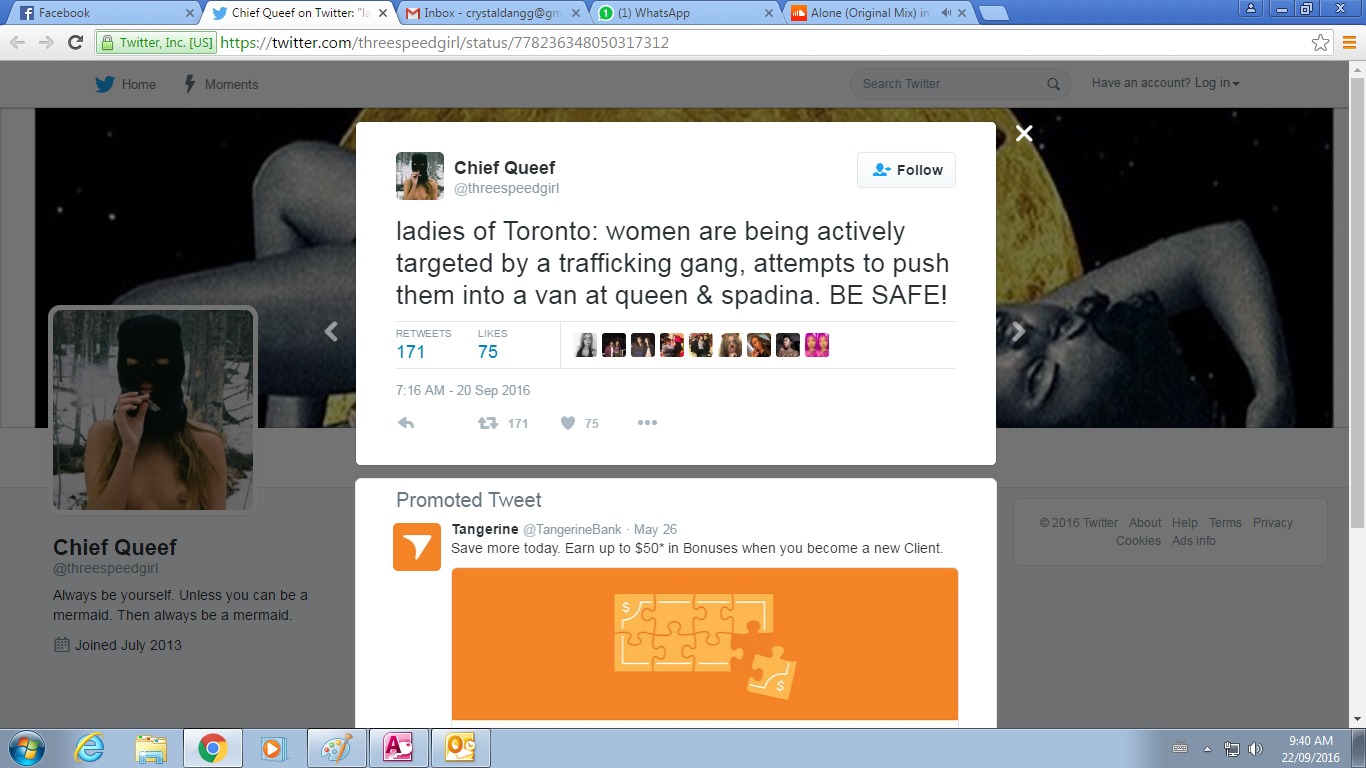 Facebook
Chief Queef on Twitter: "la
Inbox - crystaldangg@gm
(1) WhatsApp
Alone (Original Mix) in
Twitter, Inc. [US]
https://twitter.com/threespeedgirl/status/778236348050317312
Home
Moments
Search Twitter
Have an account? Log in
Chief Queef
@threespeedgirl
Follow
ladies of Toronto: women are being actively
targeted by a trafficking gang, attempts to push
them into a van at queen & spadina. BE SAFE!
RETWEETS
171
LIKES
75
7:16 AM - 20 Sep 2016
171
75
Promoted Tweet
Tangerine @TangerineBank · May 26
Save more today. Earn up to $50* in Bonuses when you become a new Client.
$
$
Chief Queef
@threespeedgirl
Always be yourself. Unless you can be a
mermaid. Then always be a mermaid.
Joined July 2013
© 2016 Twitter About Help Terms Privacy
Cookies Ads info
9:40 AM
22/09/2016